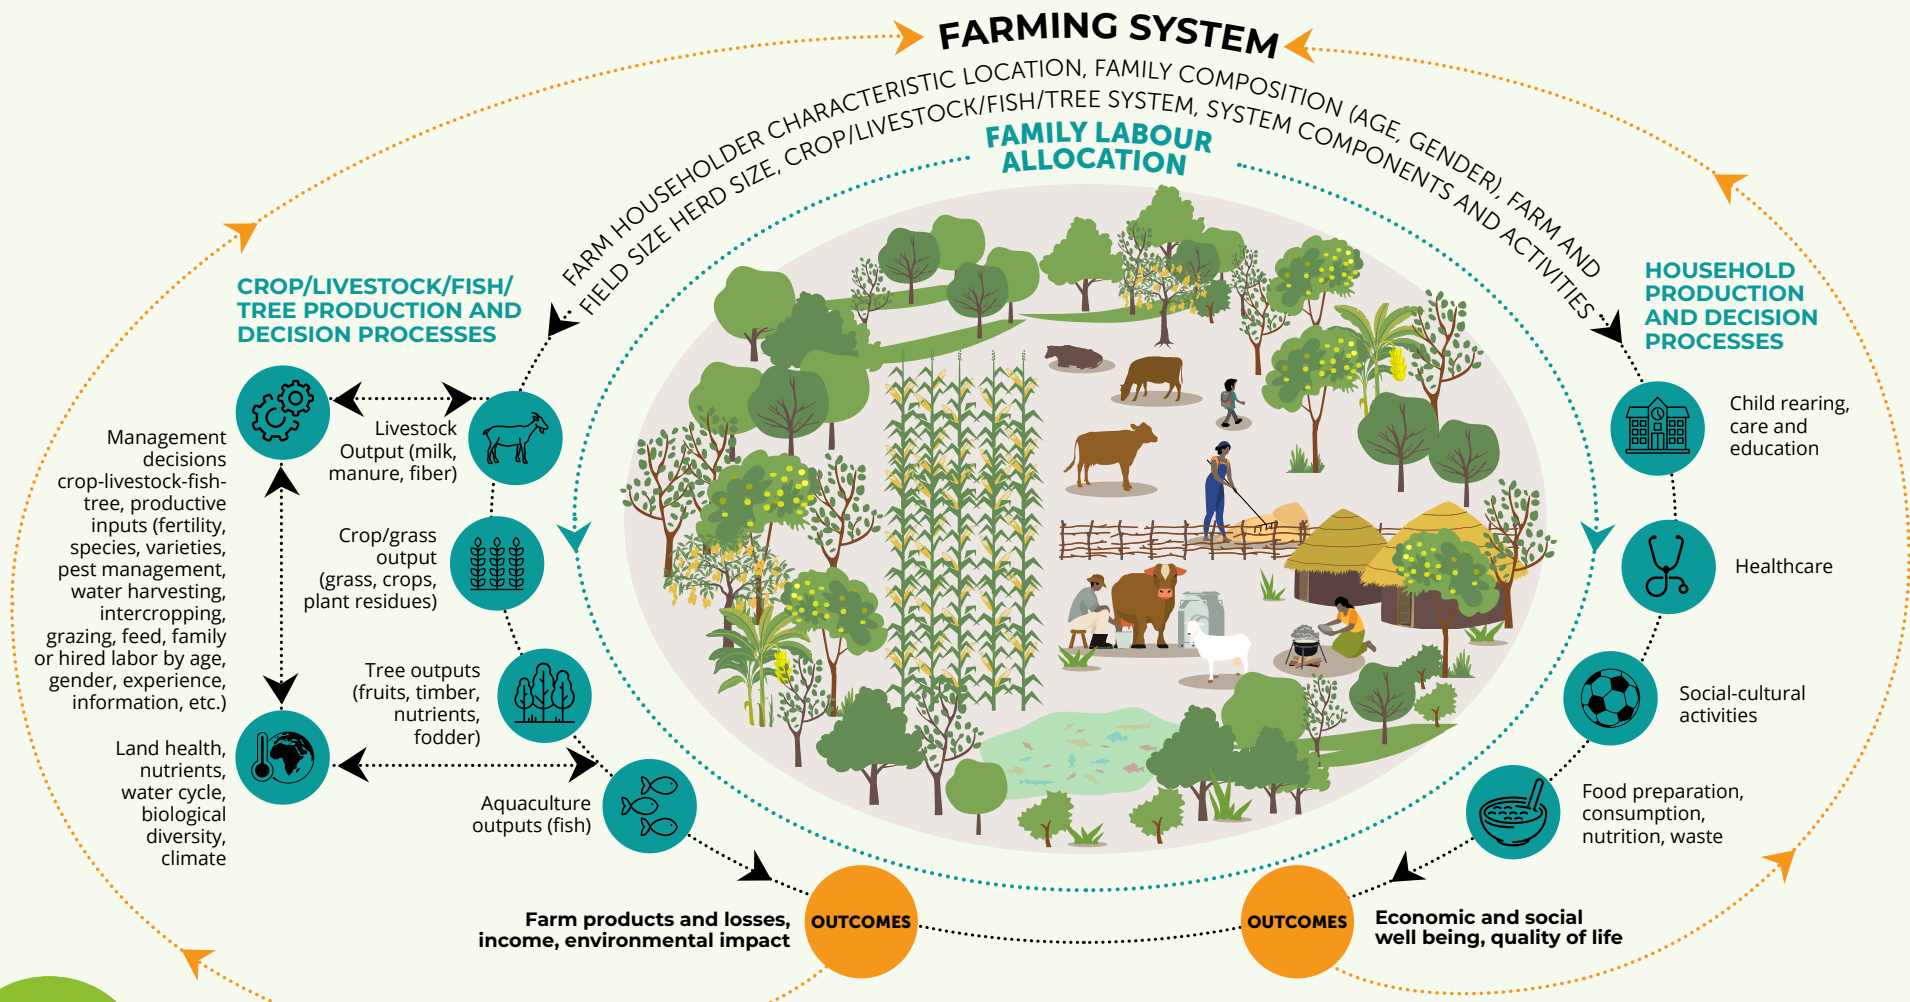 FARMING SYSTEM
FARM HOUSEHOLDER CHARACTERISTIC LOCATION, FAMILY COMPOSITION (AGE, GENDER), FARM AND
FIELD SIZE HERD SIZE, CROP/LIVESTOCK/FISH/TREE SYSTEM, SYSTEM COMPONENTS AND ACTIVITIES
FAMILY LABOUR
ALLOCATION
CROP/LIVESTOCK/FISH/
TREE PRODUCTION AND
DECISION PROCESSES
Management
decisions
crop-livestock-fish-
tree, productive
inputs (fertility,
species, varieties,
pest management,
water harvesting,
intercropping,
grazing, feed, family
or hired labor by age,
gender, experience,
information, etc.)
Land health,
nutrients,
water cycle,
biological
diversity,
climate
Livestock
Output (milk,
manure, fiber)
Crop/grass
output
(grass, crops,
plant residues)
Tree outputs
(fruits, timber,
nutrients,
fodder)
Aquaculture
outputs (fish)
Farm products and losses,
income, environmental impact
OUTCOMES
HOUSEHOLD
PRODUCTION
AND DECISION
PROCESSES
Child rearing,
care and
education
Healthcare
Social-cultural
activities
Food preparation,
consumption,
nutrition, waste
OUTCOMES
Economic and social
well being, quality of life